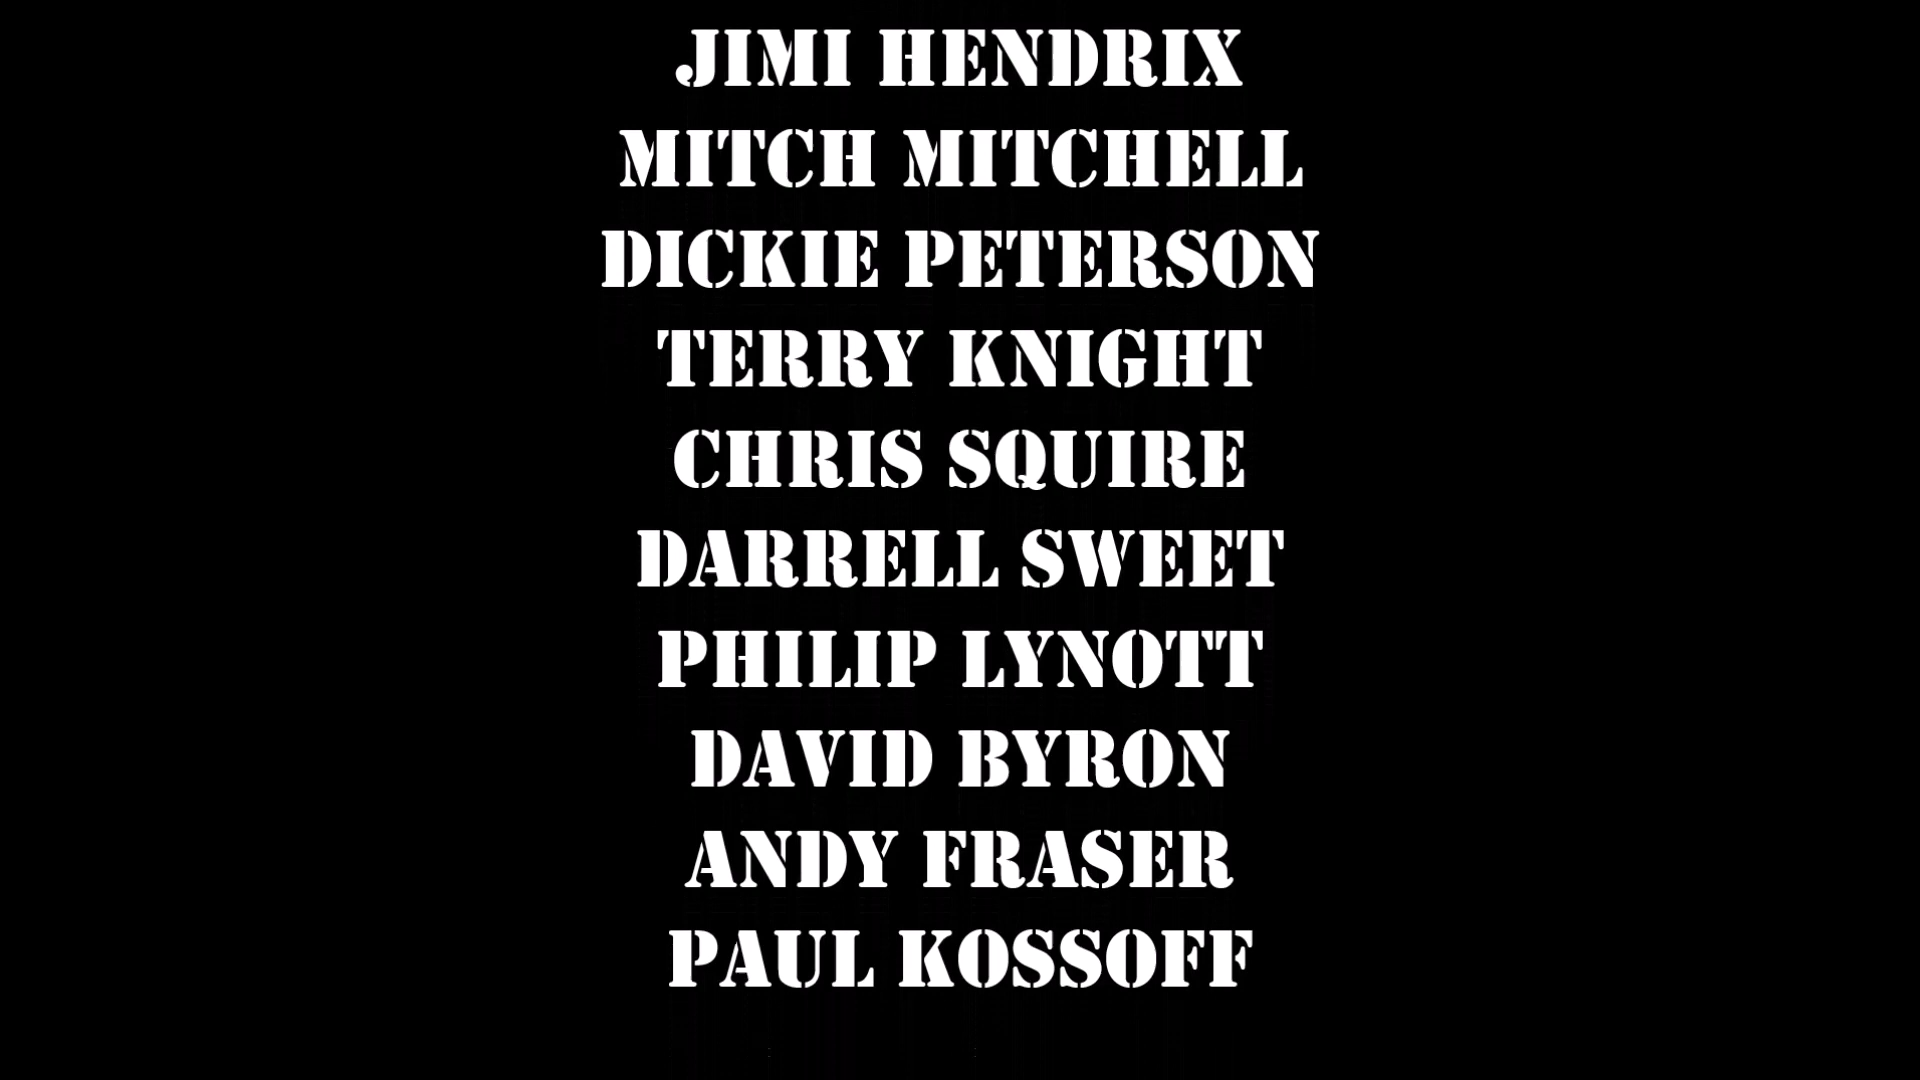 JIMI HENDRIX
MITCH MITCHELL
DICKIE PETERSON
TERRY KNIGHT
CHRIS SQUIRE
DARRELL SWEET
PHILIP LYNOTT
DAVID BYRON
ANDY FRASER
PAUL KOSSOFF